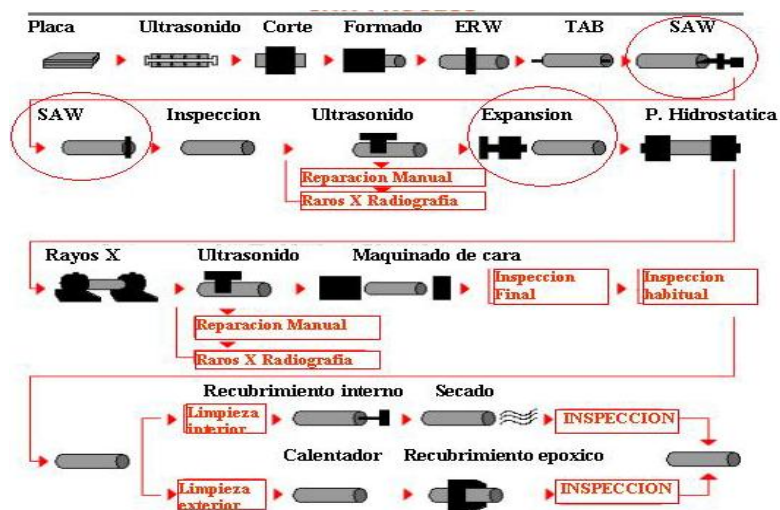 Placa Ultrasonido Corte Formado ERW TAB SAW
SAW Inspeccion Ultrasonido Expansion P. Hidrostatica
Reparacion Manual
Raros X Radiografia
Rayos X Ultrasonido Maquinado de cara
Inspeccion
Final
Inspeccion
habitual
Reparacion Manual
Raros X Radiografia
Recubrimiento interno Secado
Limpieza
interior
INSPECCION
Calentador Recubrimiento epoxico
Limpieza
exterior
INSPECCION